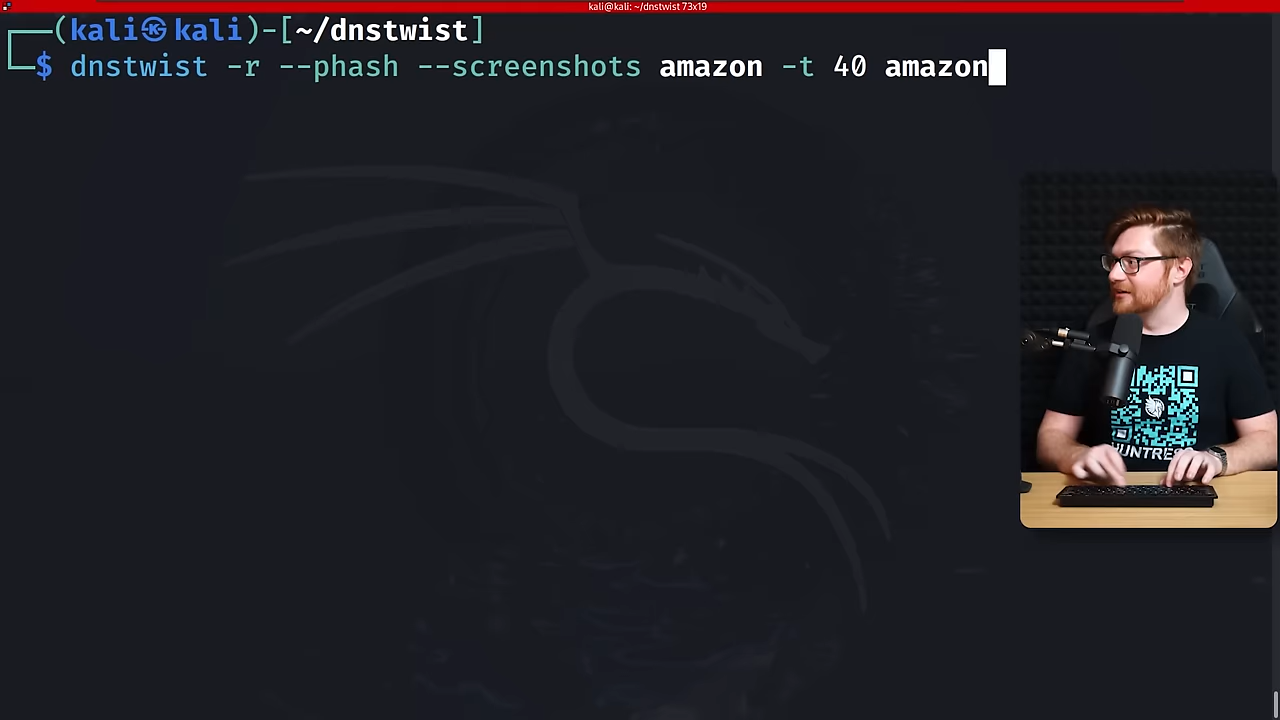 kali@kali: ~/dnstwist 73x19
(kali㉿kali)-[~/dnstwist]
$ dnstwist -r --phash --screenshots amazon -t 40 amazon
HUNTRESS